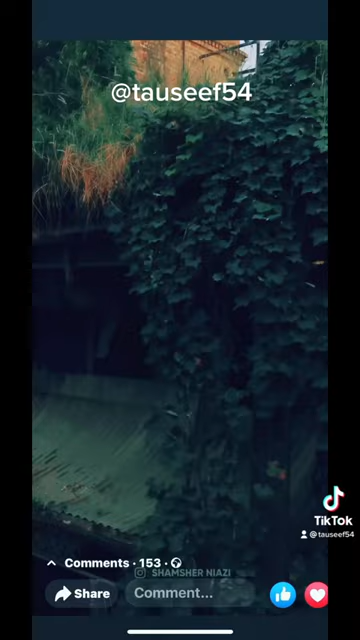 @tauseef54
TikTok
@tauseef54
Comments · 153 ·
SHAMSHER NIAZI
Share
Comment...